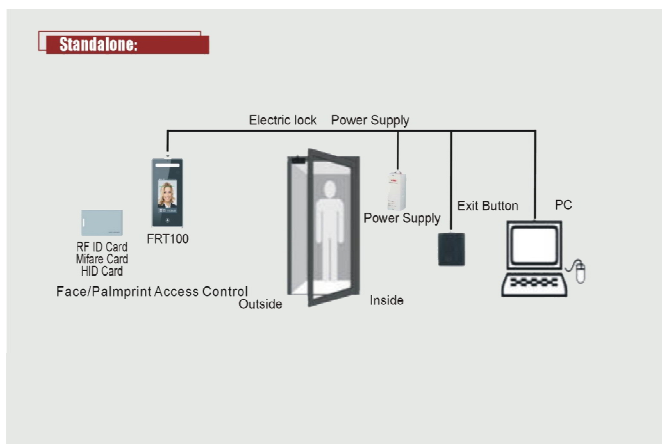 Standalone:
Electric lock Power Supply
Power Supply
Exit Button
PC
FRT100
RF ID Card
Mifare Card
HID Card
Face/Palmprint Access Control
Outside
Inside